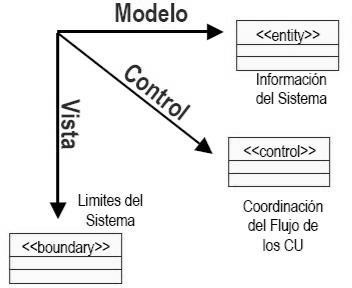 Modelo
<<entity>>
Información
del Sistema
Control
<<control>>
Coordinación
del Flujo de
los CU
Vista
Limites del
Sistema
<<boundary>>